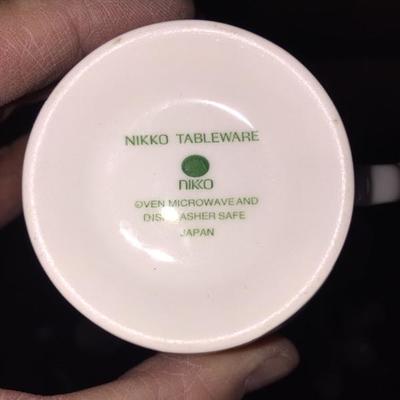 NIKKO TABLEWARE
nikko
OVEN MICROWAVE AND
DISHWASHER SAFE
JAPAN